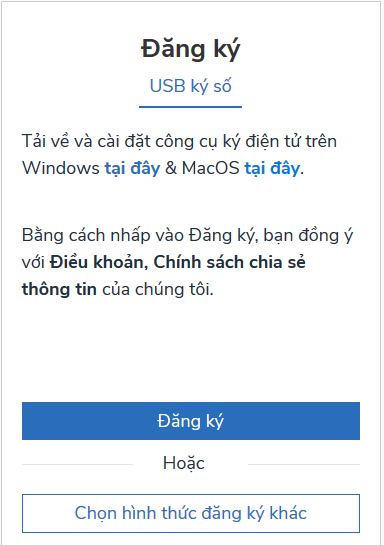 Đăng ký
USB ký số
Tải về và cài đặt công cụ ký điện tử trên
Windows tại đây & MacOS tại đây.
Bằng cách nhấp vào Đăng ký, bạn đồng ý
với Điều khoản, Chính sách chia sẻ
thông tin của chúng tôi.
Đăng ký
Hoặc
Chọn hình thức đăng ký khác